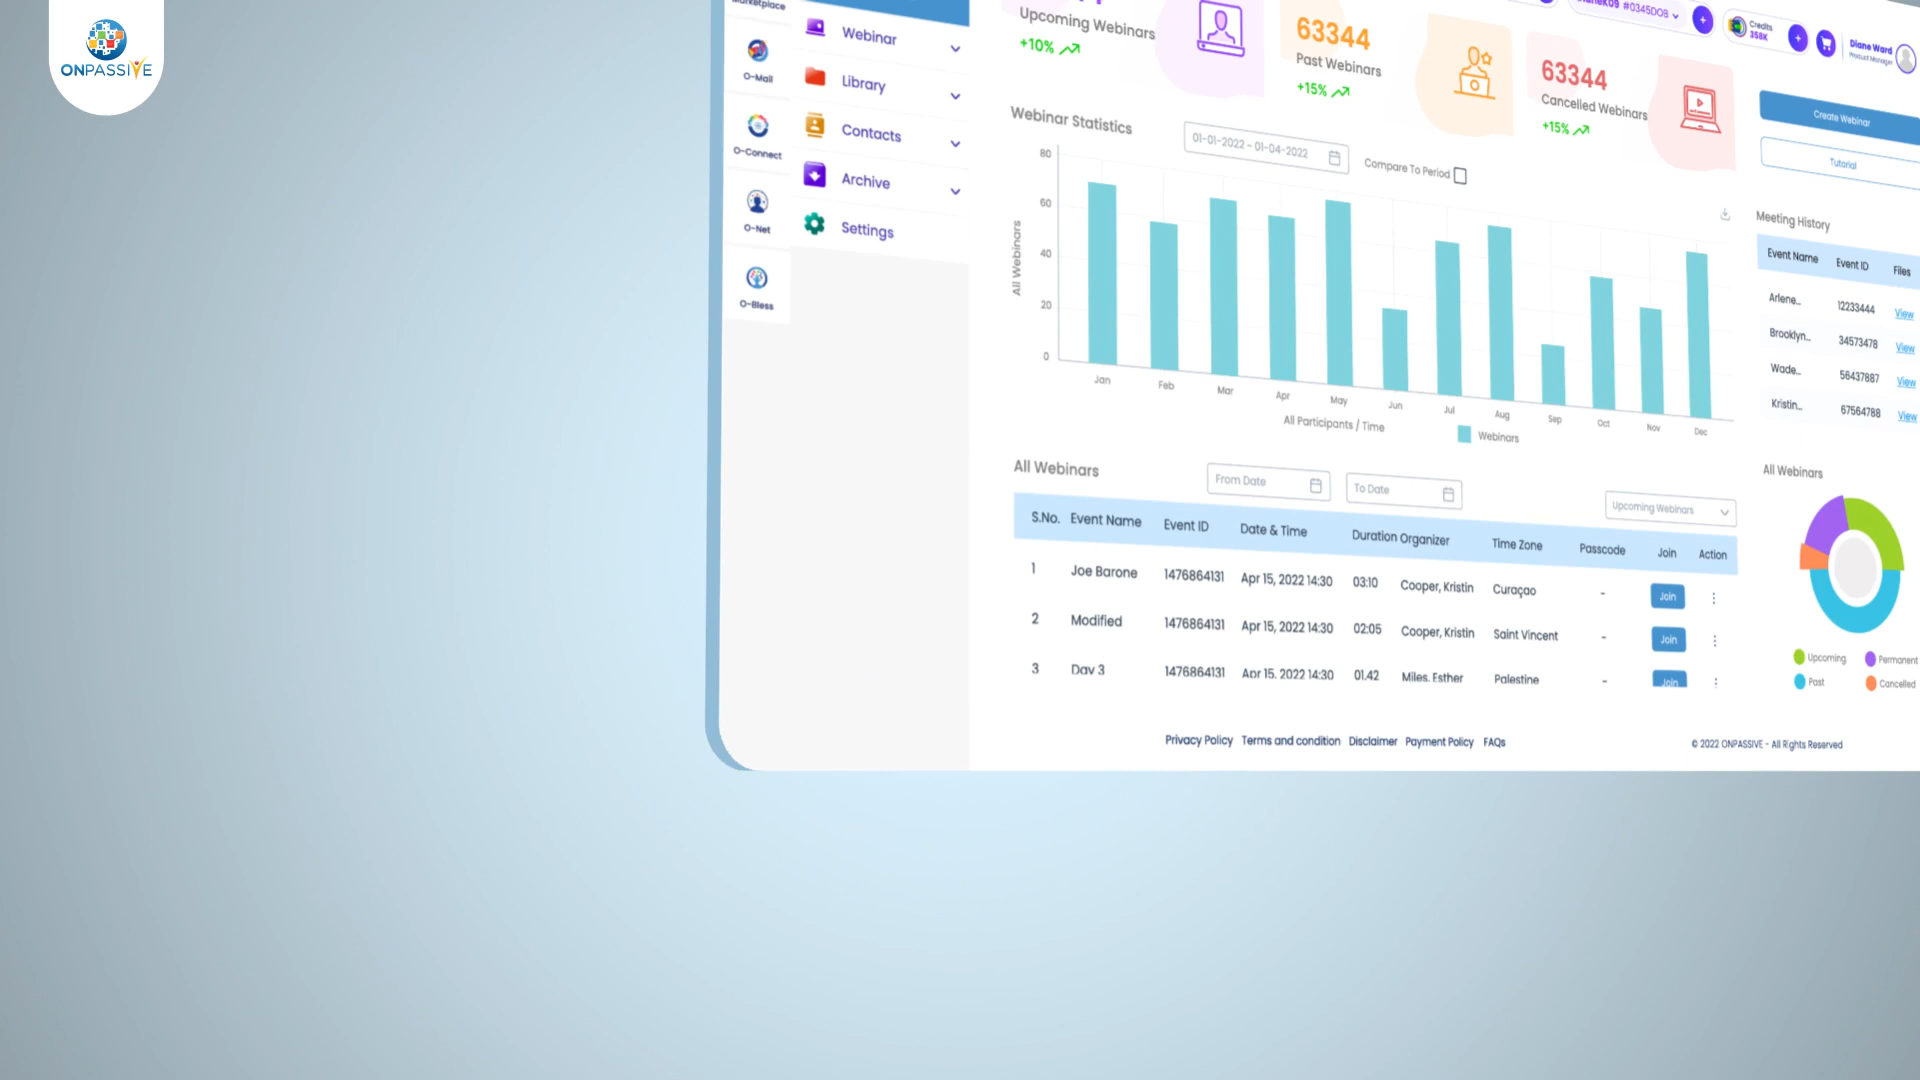 ONPASSIVE
Marketplace
O-Mall
O-Connect
O-Net
O-Bless
Webinar
Library
Contacts
Archive
Settings
Upcoming Webinars
+10%
63344
Past Webinars
+15%
63344
Cancelled Webinars
+15%
#0345DOB
Credits
358K
Diane Ward
Product Manager
Create Webinar
Tutorial
Webinar Statistics
01-01-2022 - 01-04-2022
Compare To Period
80
60
40
20
0
All Webinars
Jan Feb Mar Apr May Jun Jul Aug Sep Oct Nov Dec
All Participants / Time
Webinars
Meeting History
Event Name Event ID Files
Arlene... 12233444 View
Brooklyn... 34573478 View
Wade... 56437887 View
Kristin... 67564788 View
All Webinars
From Date
To Date
Upcoming Webinars
S.No. Event Name Event ID Date & Time Duration Organizer Time Zone Passcode Join Action
1 Joe Barone 1476864131 Apr 15, 2022 14:30 03:10 Cooper, Kristin Curaçao - Join
2 Modified 1476864131 Apr 15, 2022 14:30 02:05 Cooper, Kristin Saint Vincent - Join
3 Day 3 1476864131 Apr 15, 2022 14:30 01.42 Miles, Esther Palestine - Join
All Webinars
Upcoming Permanent
Past Cancelled
Privacy Policy Terms and condition Disclaimer Payment Policy FAQs
© 2022 ONPASSIVE - All Rights Reserved